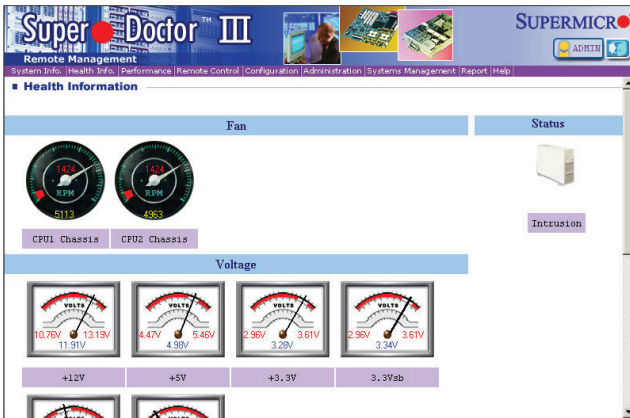 Super Doctor™ III
SUPERMICRO
Remote Management
ADMIN
System Info. Health Info. Performance Remote Control Configuration Administration Systems Management Report Help
Health Information
Fan
Status
1424 1424
RPM RPM
5113 4963
CPU1 Chassis CPU2 Chassis
Intrusion
Voltage
VOLTS VOLTS VOLTS VOLTS
10.76V 13.19V 4.47V 5.46V 2.96V 3.61V 2.96V 3.61V
11.91V 4.98V 3.28V 3.34V
+12V +5V +3.3V 3.3Vsb